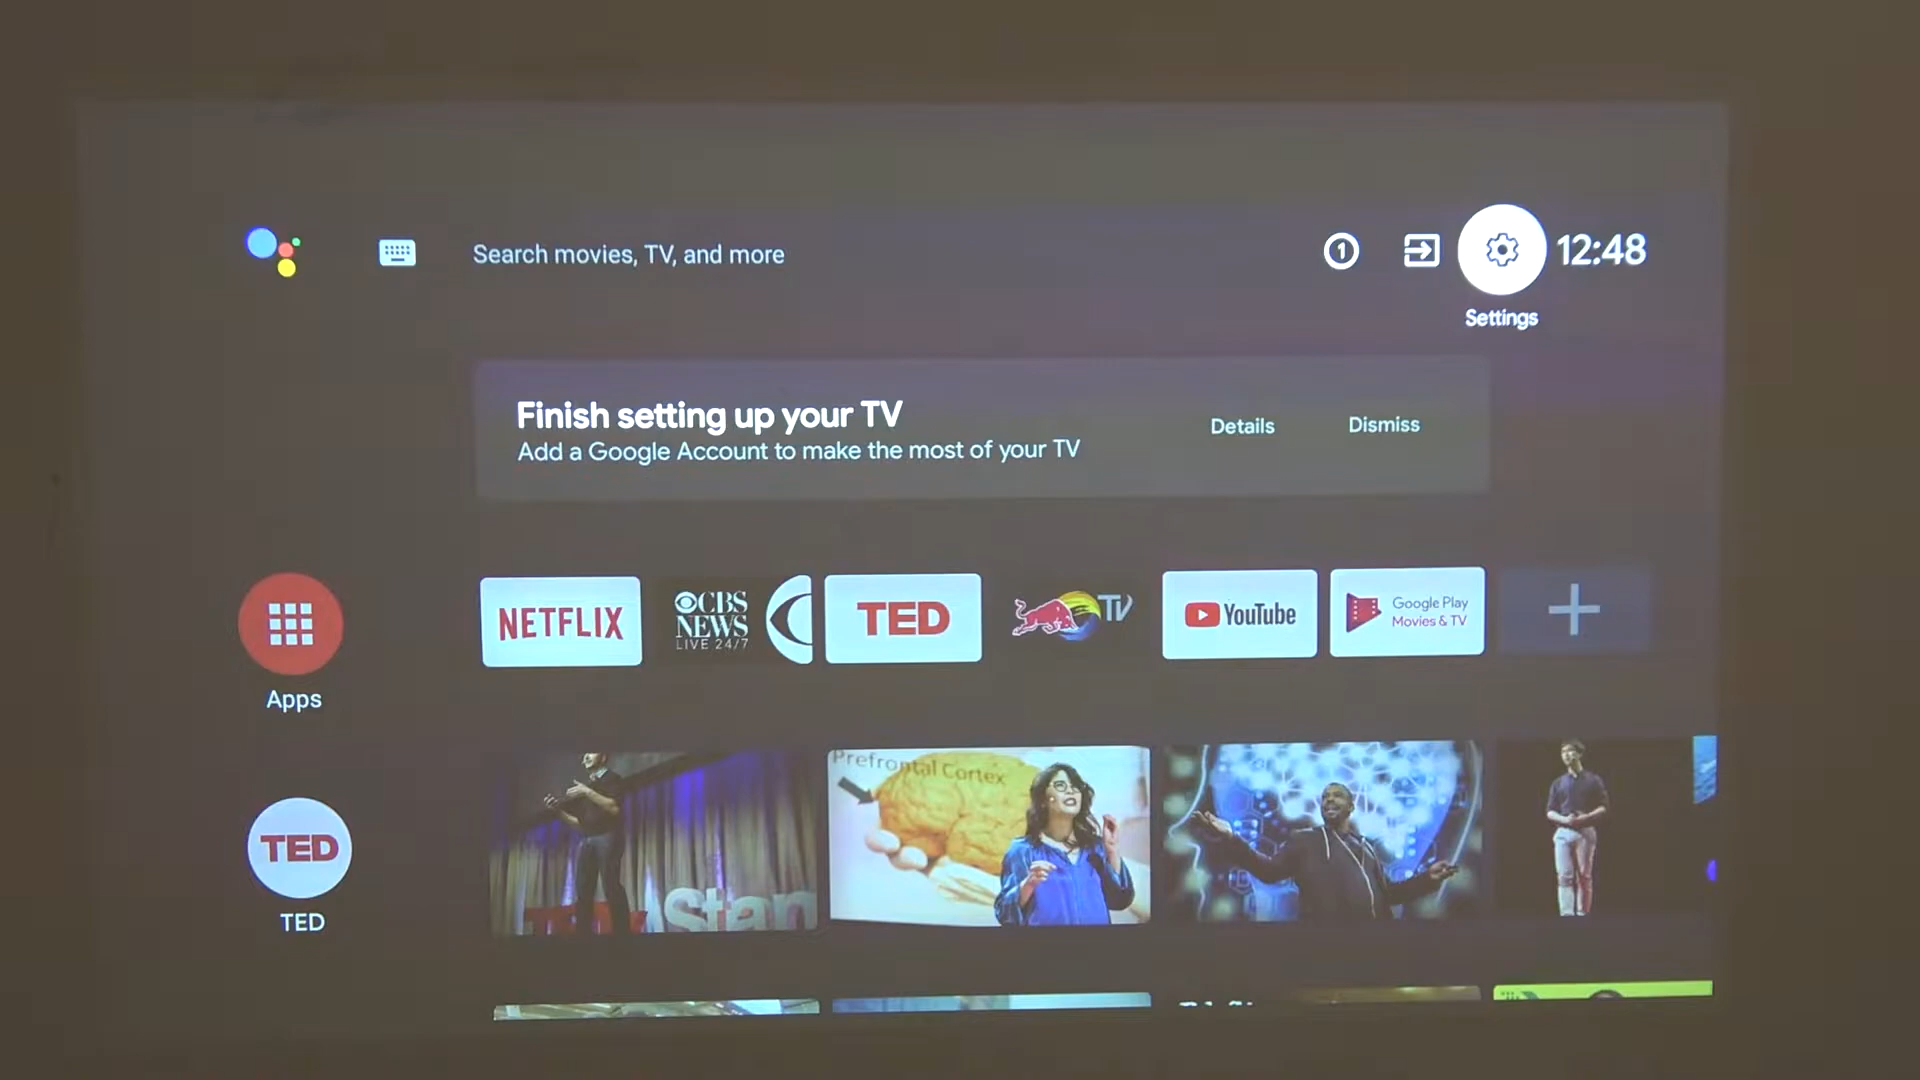 Search movies, TV, and more
1
12:48
Settings
Finish setting up your TV
Add a Google Account to make the most of your TV
Details
Dismiss
NETFLIX
CBS
NEWS
LIVE 24/7
TED
TV
YouTube
Google Play
Movies & TV
Apps
Prefrontal Cortex
Stan
TED
TED